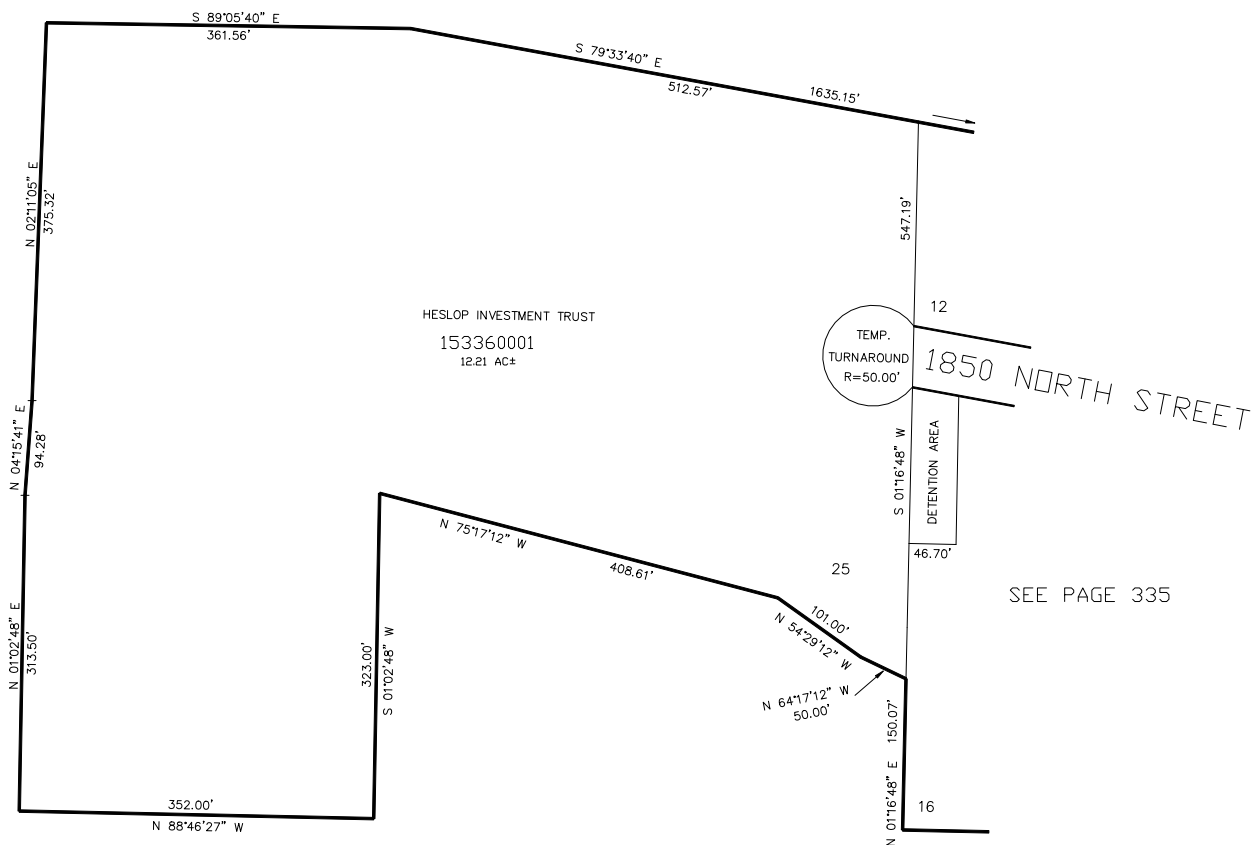 S 89°05'40" E
361.56'
S 79°33'40" E
512.57'
1635.15'
N 02°11'05" E
375.32'
547.19'
HESLOP INVESTMENT TRUST
153360001
12.21 AC±
12
TEMP.
TURNAROUND
R=50.00'
1850 NORTH STREET
N 04°15'41" E
94.28'
S 01°16'48" W
DETENTION AREA
46.70'
N 75°17'12" W
408.61'
25
SEE PAGE 335
101.00'
N 54°29'12" W
N 01°02'48" E
313.50'
323.00'
S 01°02'48" W
N 64°17'12" W
50.00'
N 01°16'48" E 150.07'
352.00'
N 88°46'27" W
16